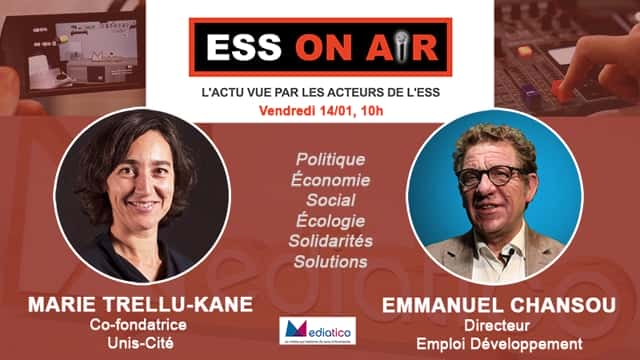 ESS ON AIR
L'ACTU VUE PAR LES ACTEURS DE L'ESS
Vendredi 14/01, 10h
Politique
Économie
Social
Écologie
Solidarités
Solutions
MARIE TRELLU-KANE
Co-fondatrice
Unis-Cité
EMMANUEL CHANSOU
Directeur
Emploi Développement
Mediatico